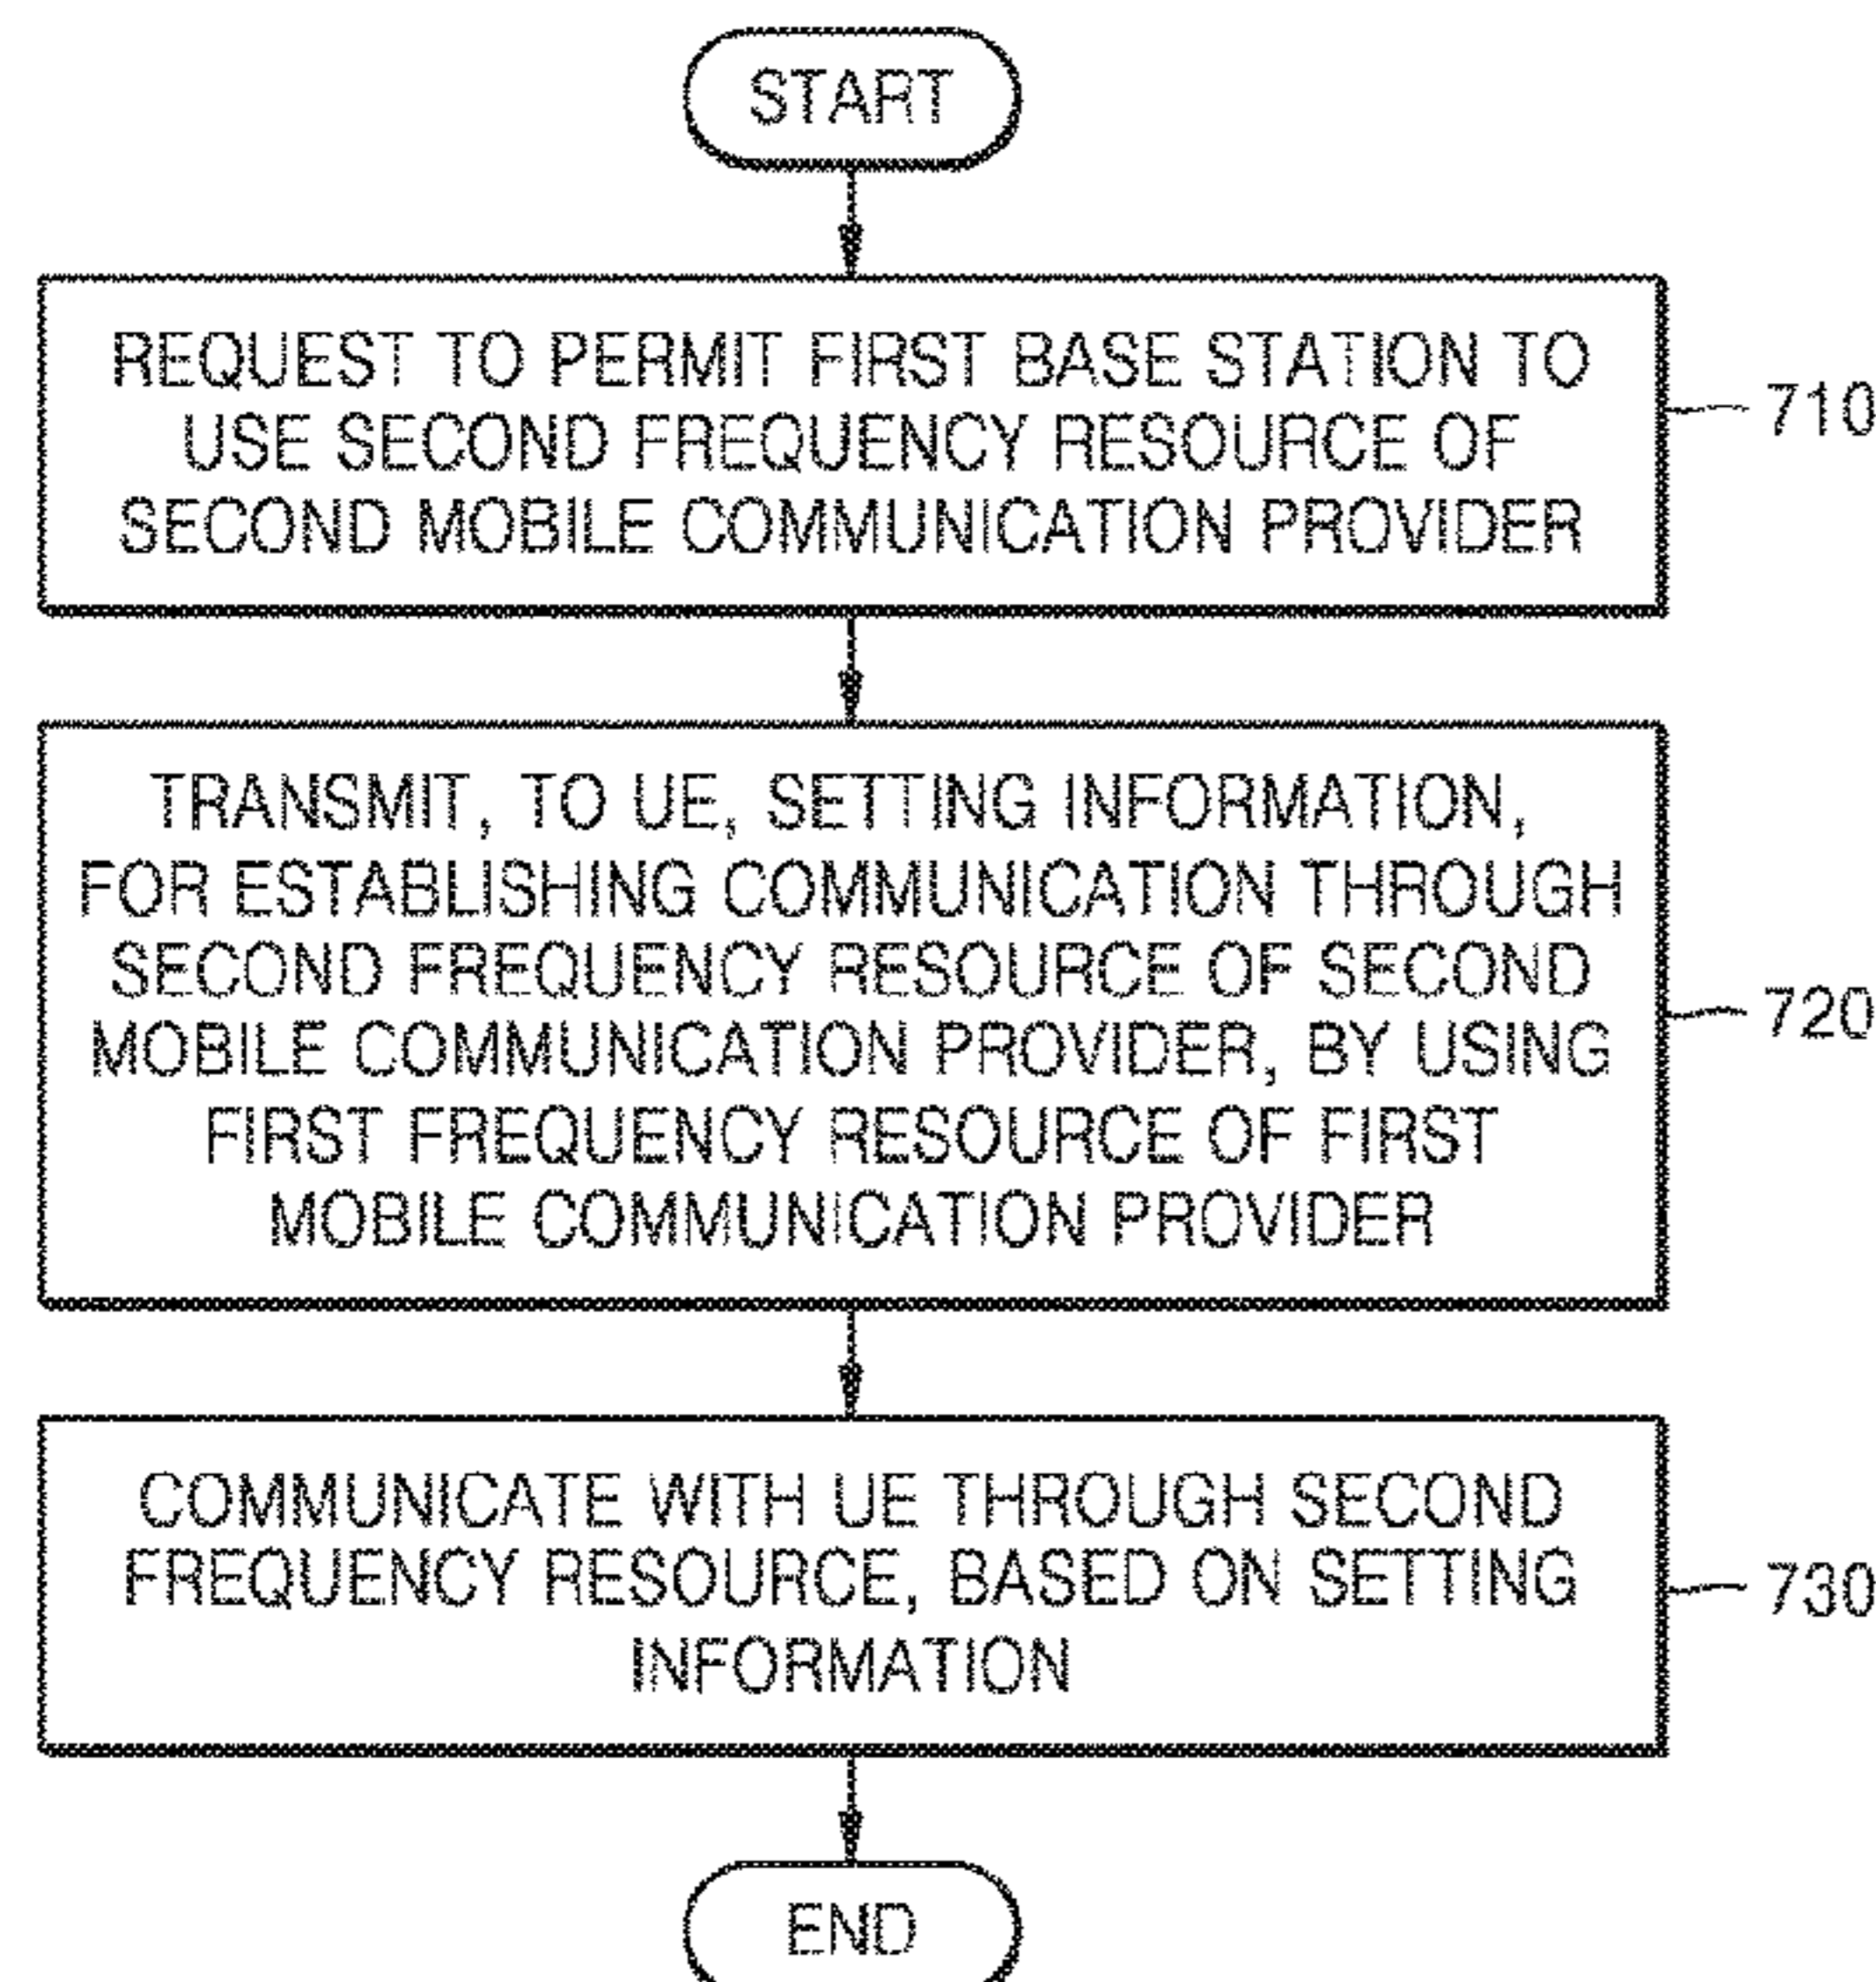 START
REQUEST TO PERMIT FIRST BASE STATION TO
USE SECOND FREQUENCY RESOURCE OF
SECOND MOBILE COMMUNICATION PROVIDER
710
TRANSMIT, TO UE, SETTING INFORMATION,
FOR ESTABLISHING COMMUNICATION THROUGH
SECOND FREQUENCY RESOURCE OF SECOND
MOBILE COMMUNICATION PROVIDER, BY USING
FIRST FREQUENCY RESOURCE OF FIRST
MOBILE COMMUNICATION PROVIDER
720
COMMUNICATE WITH UE THROUGH SECOND
FREQUENCY RESOURCE, BASED ON SETTING
INFORMATION
730
END